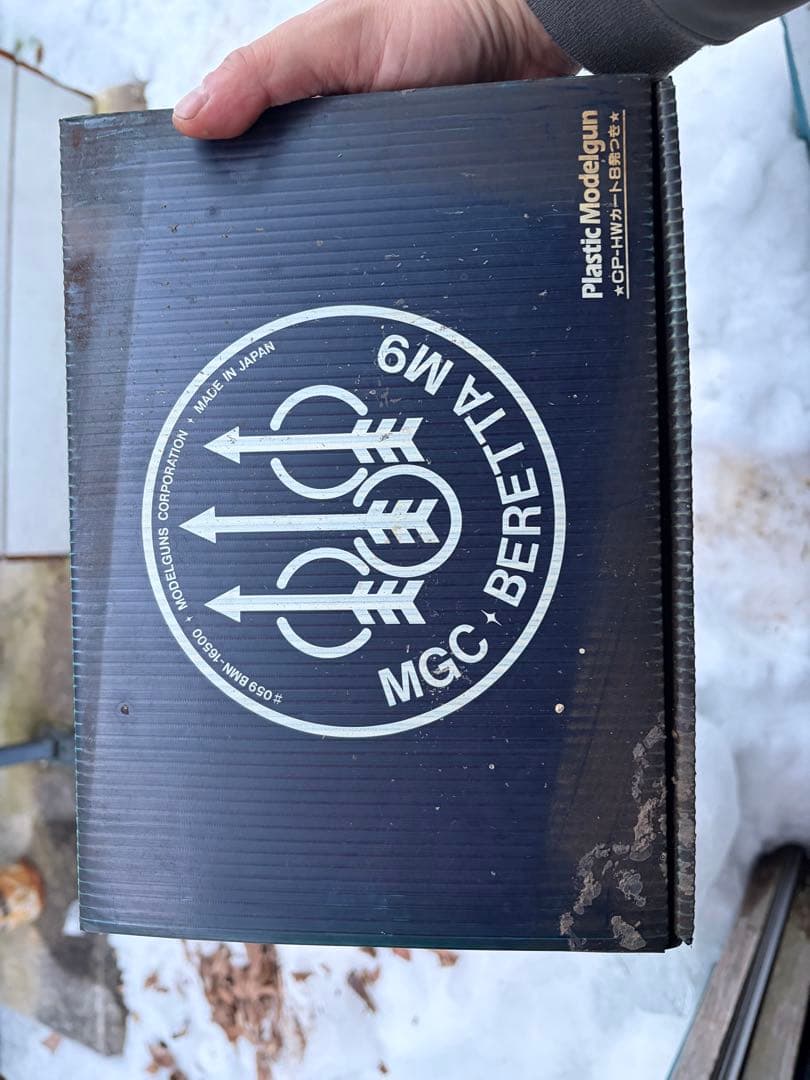 Plastic Modelgun
★CP-HWカート8発つき★
#059 BMN-16500 ✦ MODELGUNS CORPORATION ✦ MADE IN JAPAN
MGC ✦ BERETTA M9